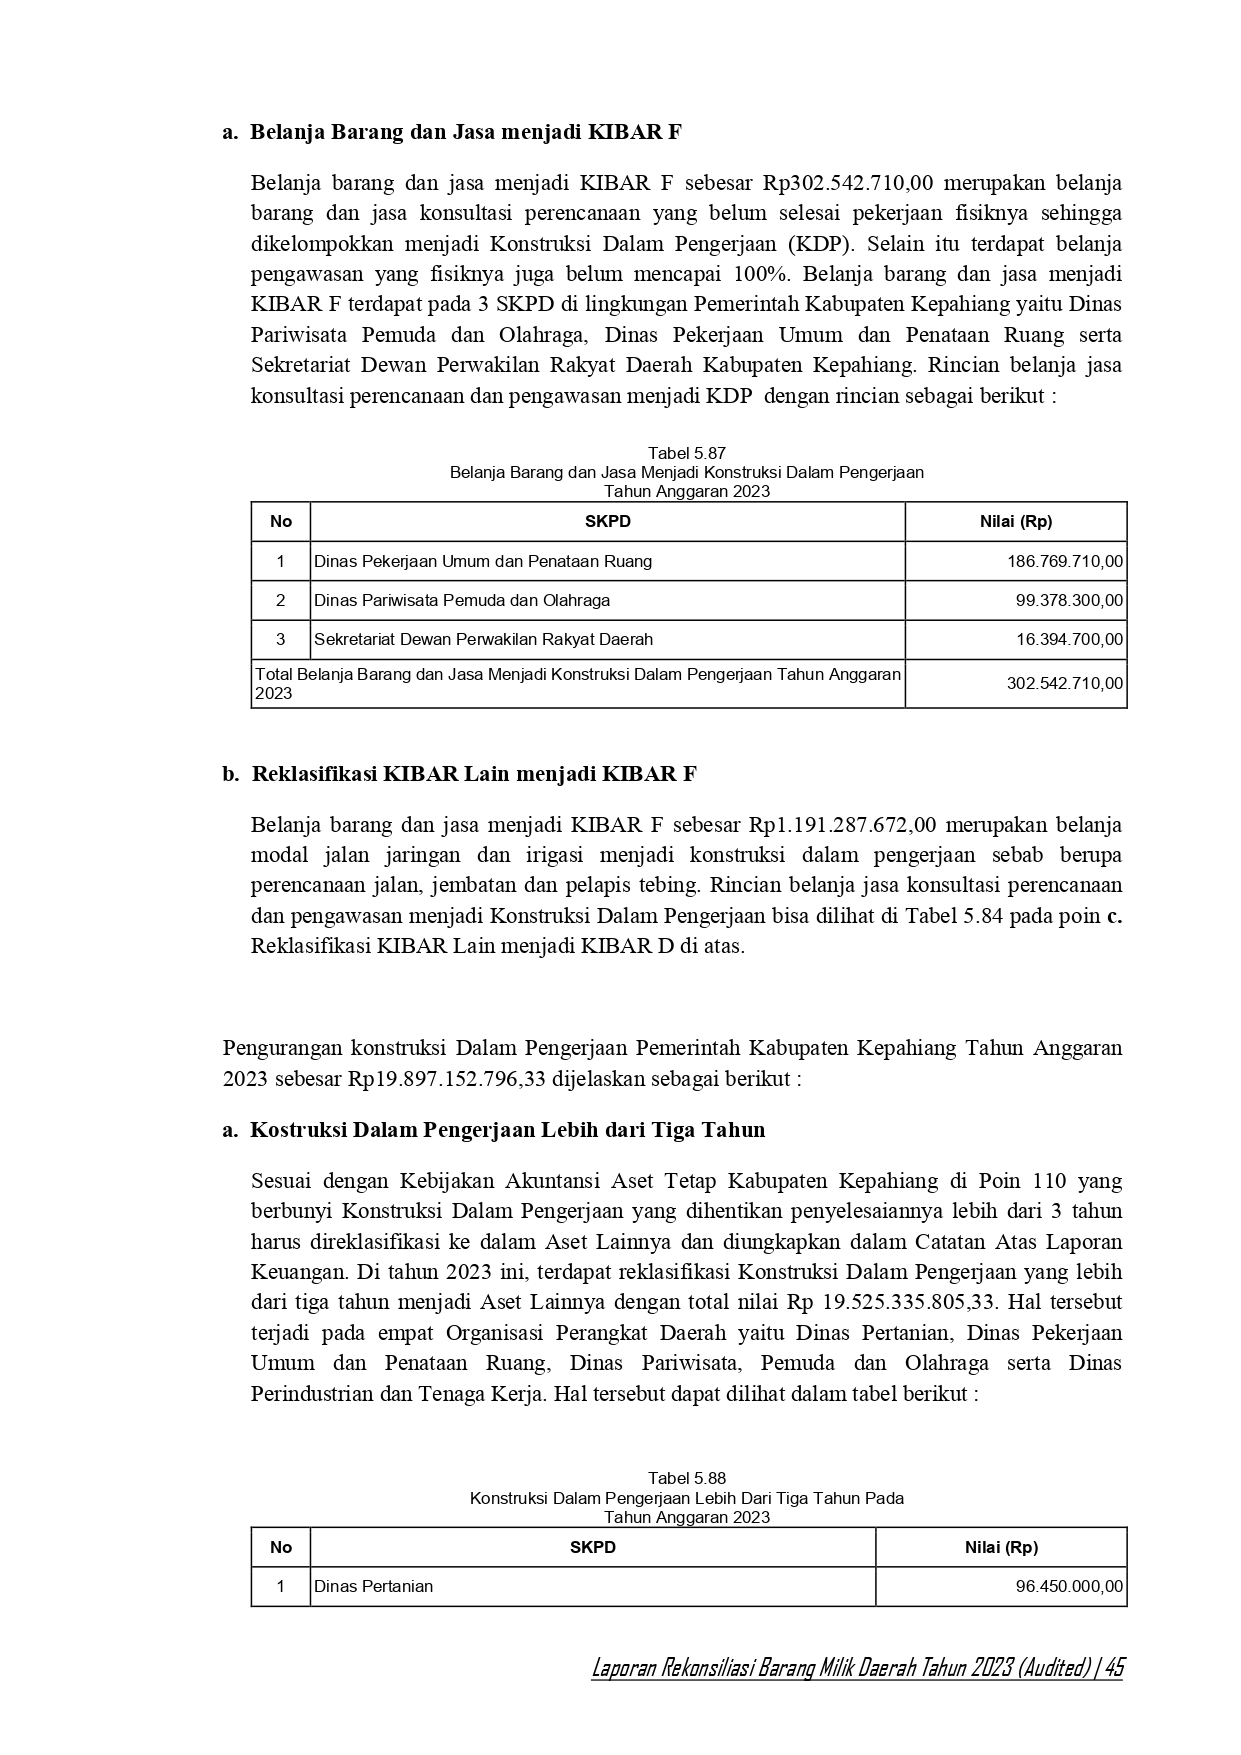 a. Belanja Barang dan Jasa menjadi KIBAR F
Belanja barang dan jasa menjadi KIBAR F sebesar Rp302.542.710,00 merupakan belanja
barang dan jasa konsultasi perencanaan yang belum selesai pekerjaan fisiknya sehingga
dikelompokkan menjadi Konstruksi Dalam Pengerjaan (KDP). Selain itu terdapat belanja
pengawasan yang fisiknya juga belum mencapai 100%. Belanja barang dan jasa menjadi
KIBAR F terdapat pada 3 SKPD di lingkungan Pemerintah Kabupaten Kepahiang yaitu Dinas
Pariwisata Pemuda dan Olahraga, Dinas Pekerjaan Umum dan Penataan Ruang serta
Sekretariat Dewan Perwakilan Rakyat Daerah Kabupaten Kepahiang. Rincian belanja jasa
konsultasi perencanaan dan pengawasan menjadi KDP  dengan rincian sebagai berikut :
Tabel 5.87
Belanja Barang dan Jasa Menjadi Konstruksi Dalam Pengerjaan
Tahun Anggaran 2023
No SKPD Nilai (Rp)
1 Dinas Pekerjaan Umum dan Penataan Ruang 186.769.710,00
2 Dinas Pariwisata Pemuda dan Olahraga 99.378.300,00
3 Sekretariat Dewan Perwakilan Rakyat Daerah 16.394.700,00
Total Belanja Barang dan Jasa Menjadi Konstruksi Dalam Pengerjaan Tahun Anggaran
2023 302.542.710,00
b. Reklasifikasi KIBAR Lain menjadi KIBAR F
Belanja barang dan jasa menjadi KIBAR F sebesar Rp1.191.287.672,00 merupakan belanja
modal jalan jaringan dan irigasi menjadi konstruksi dalam pengerjaan sebab berupa
perencanaan jalan, jembatan dan pelapis tebing. Rincian belanja jasa konsultasi perencanaan
dan pengawasan menjadi Konstruksi Dalam Pengerjaan bisa dilihat di Tabel 5.84 pada poin c.
Reklasifikasi KIBAR Lain menjadi KIBAR D di atas.
Pengurangan konstruksi Dalam Pengerjaan Pemerintah Kabupaten Kepahiang Tahun Anggaran
2023 sebesar Rp19.897.152.796,33 dijelaskan sebagai berikut :
a. Kostruksi Dalam Pengerjaan Lebih dari Tiga Tahun
Sesuai dengan Kebijakan Akuntansi Aset Tetap Kabupaten Kepahiang di Poin 110 yang
berbunyi Konstruksi Dalam Pengerjaan yang dihentikan penyelesaiannya lebih dari 3 tahun
harus direklasifikasi ke dalam Aset Lainnya dan diungkapkan dalam Catatan Atas Laporan
Keuangan. Di tahun 2023 ini, terdapat reklasifikasi Konstruksi Dalam Pengerjaan yang lebih
dari tiga tahun menjadi Aset Lainnya dengan total nilai Rp 19.525.335.805,33. Hal tersebut
terjadi pada empat Organisasi Perangkat Daerah yaitu Dinas Pertanian, Dinas Pekerjaan
Umum dan Penataan Ruang, Dinas Pariwisata, Pemuda dan Olahraga serta Dinas
Perindustrian dan Tenaga Kerja. Hal tersebut dapat dilihat dalam tabel berikut :
Tabel 5.88
Konstruksi Dalam Pengerjaan Lebih Dari Tiga Tahun Pada
Tahun Anggaran 2023
No SKPD Nilai (Rp)
1 Dinas Pertanian 96.450.000,00
Laporan Rekonsiliasi Barang Milik Daerah Tahun 2023 (Audited) | 45